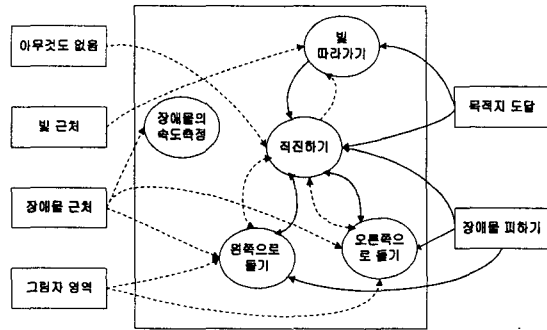 아무것도 없음
빛 근처
장애물 근처
그림자 영역
빛
따라가기
장애물의
속도측정
직진하기
왼쪽으로
돌기
오른쪽으
로 돌기
목적지 도달
장애물 피하기